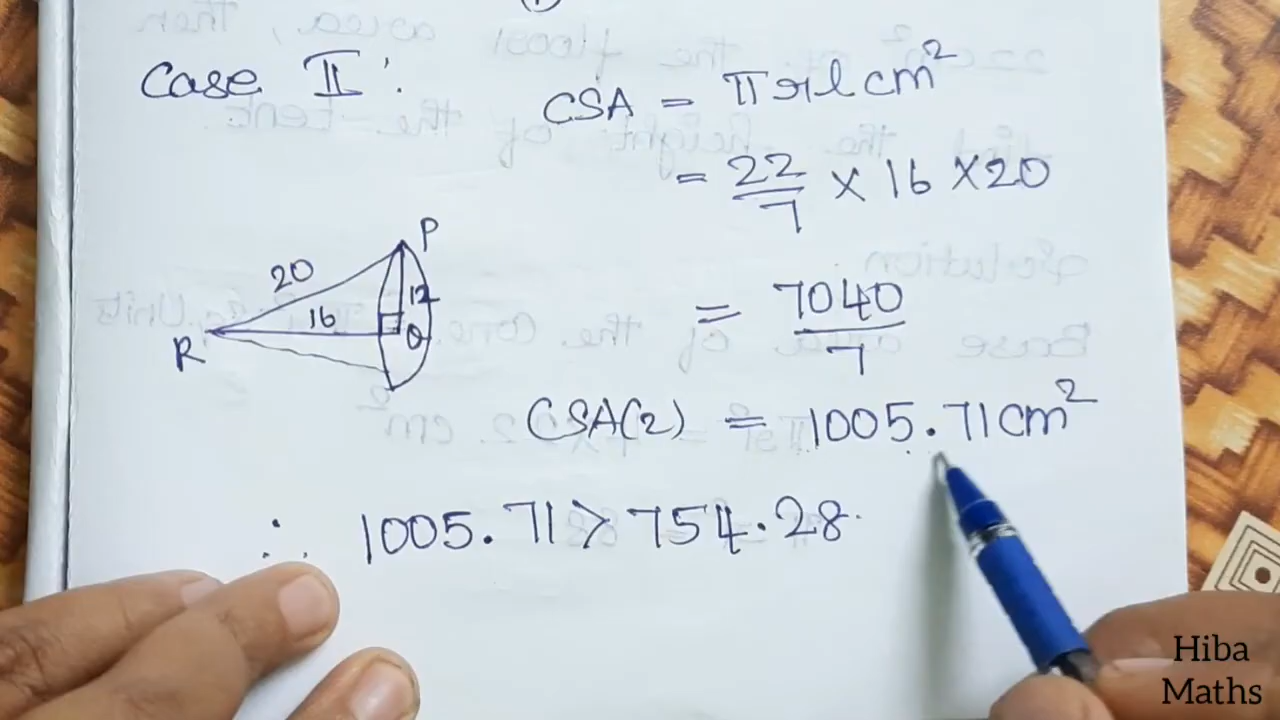 Case II :
CSA = πrl cm²
= 22/7 × 16 × 20
P
20
12
16
Q
R
= 7040/7
CSA(2) = 1005.71 cm²
∴ 1005.71 > 754.28.
Hiba
Maths